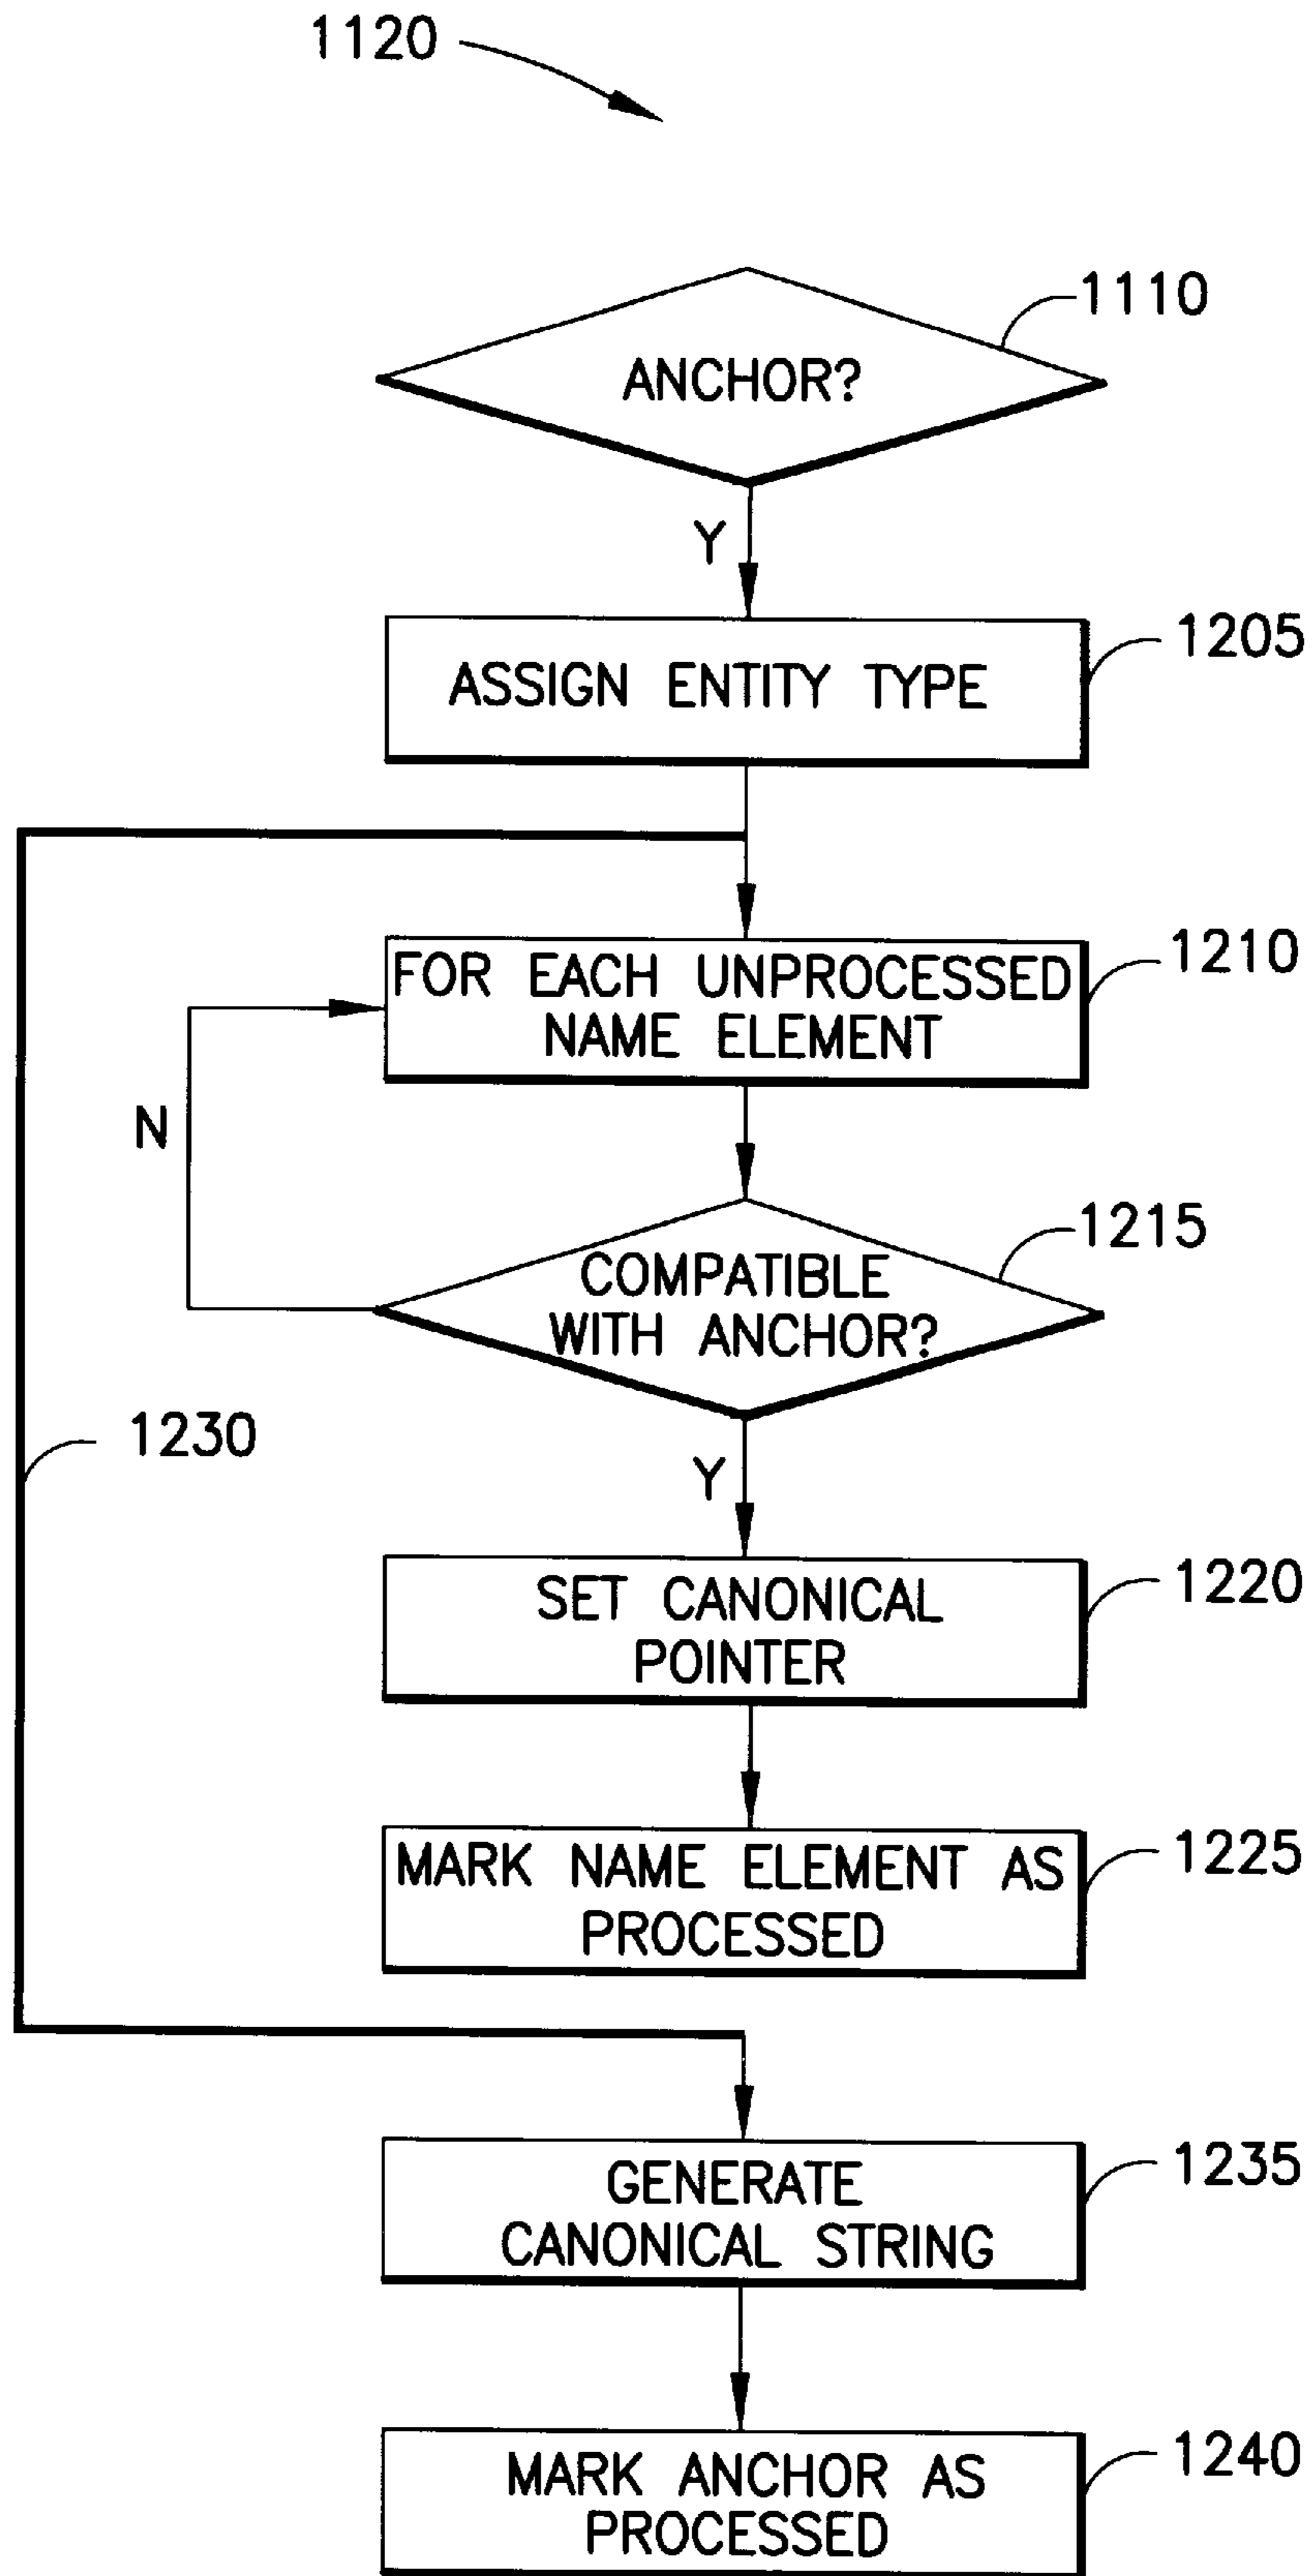 1120
1110
ANCHOR?
Y
1205
ASSIGN ENTITY TYPE
1210
FOR EACH UNPROCESSED
NAME ELEMENT
N
1215
COMPATIBLE
WITH ANCHOR?
1230
Y
1220
SET CANONICAL
POINTER
1225
MARK NAME ELEMENT AS
PROCESSED
1235
GENERATE
CANONICAL STRING
1240
MARK ANCHOR AS
PROCESSED